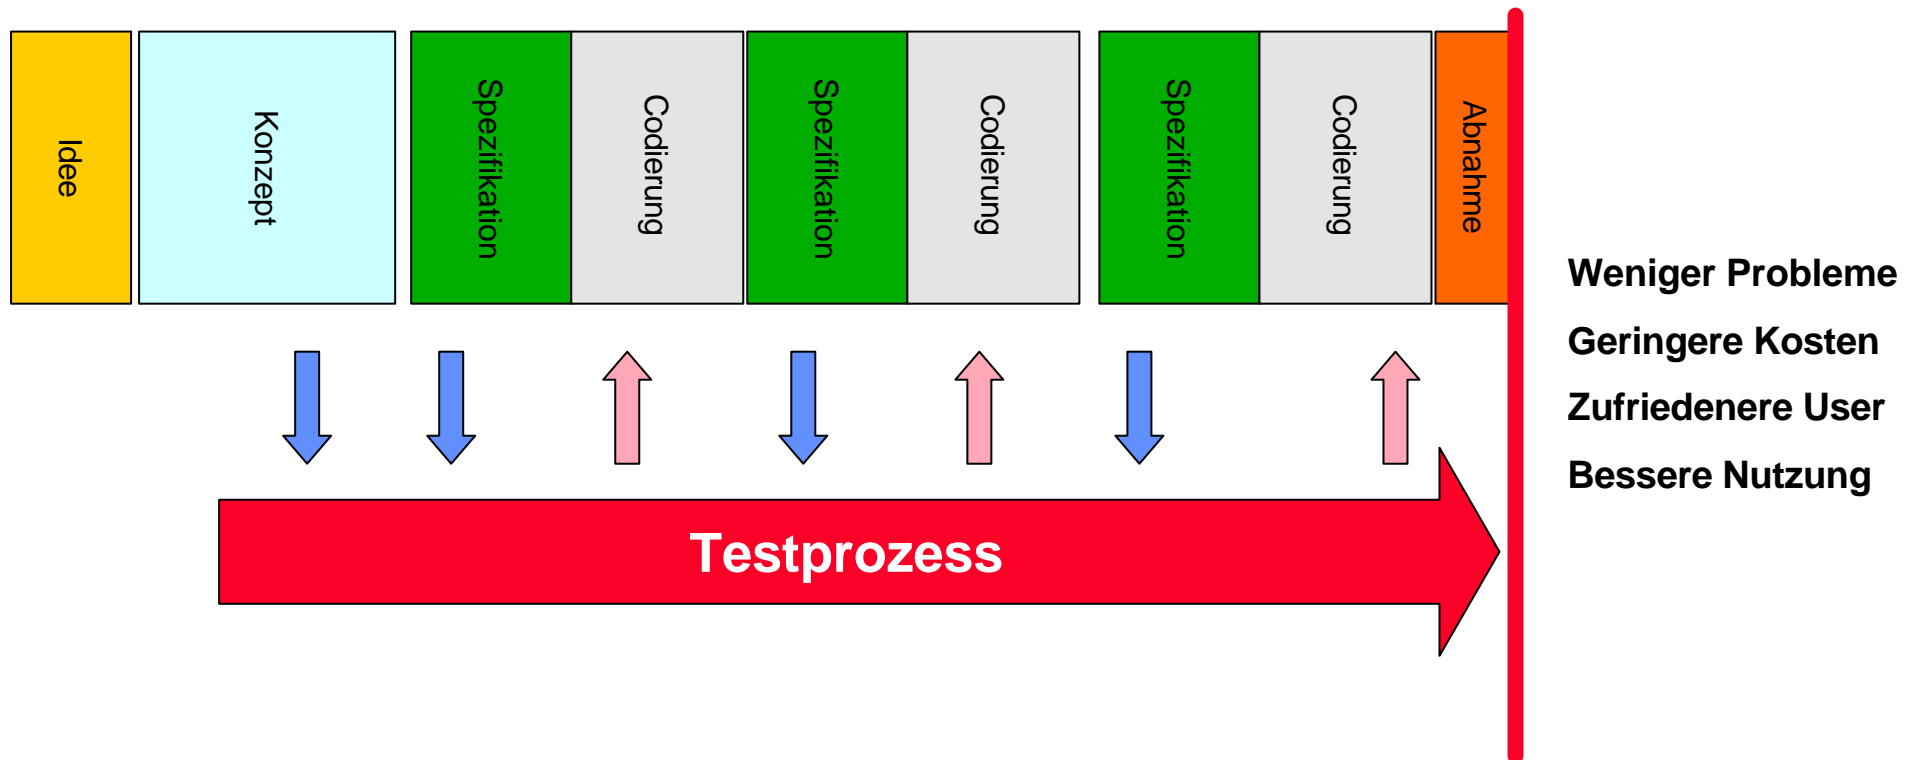 Idee
Konzept
Spezifikation
Codierung
Spezifikation
Codierung
Spezifikation
Codierung
Abnahme
Weniger Probleme
Geringere Kosten
Zufriedenere User
Bessere Nutzung
Testprozess